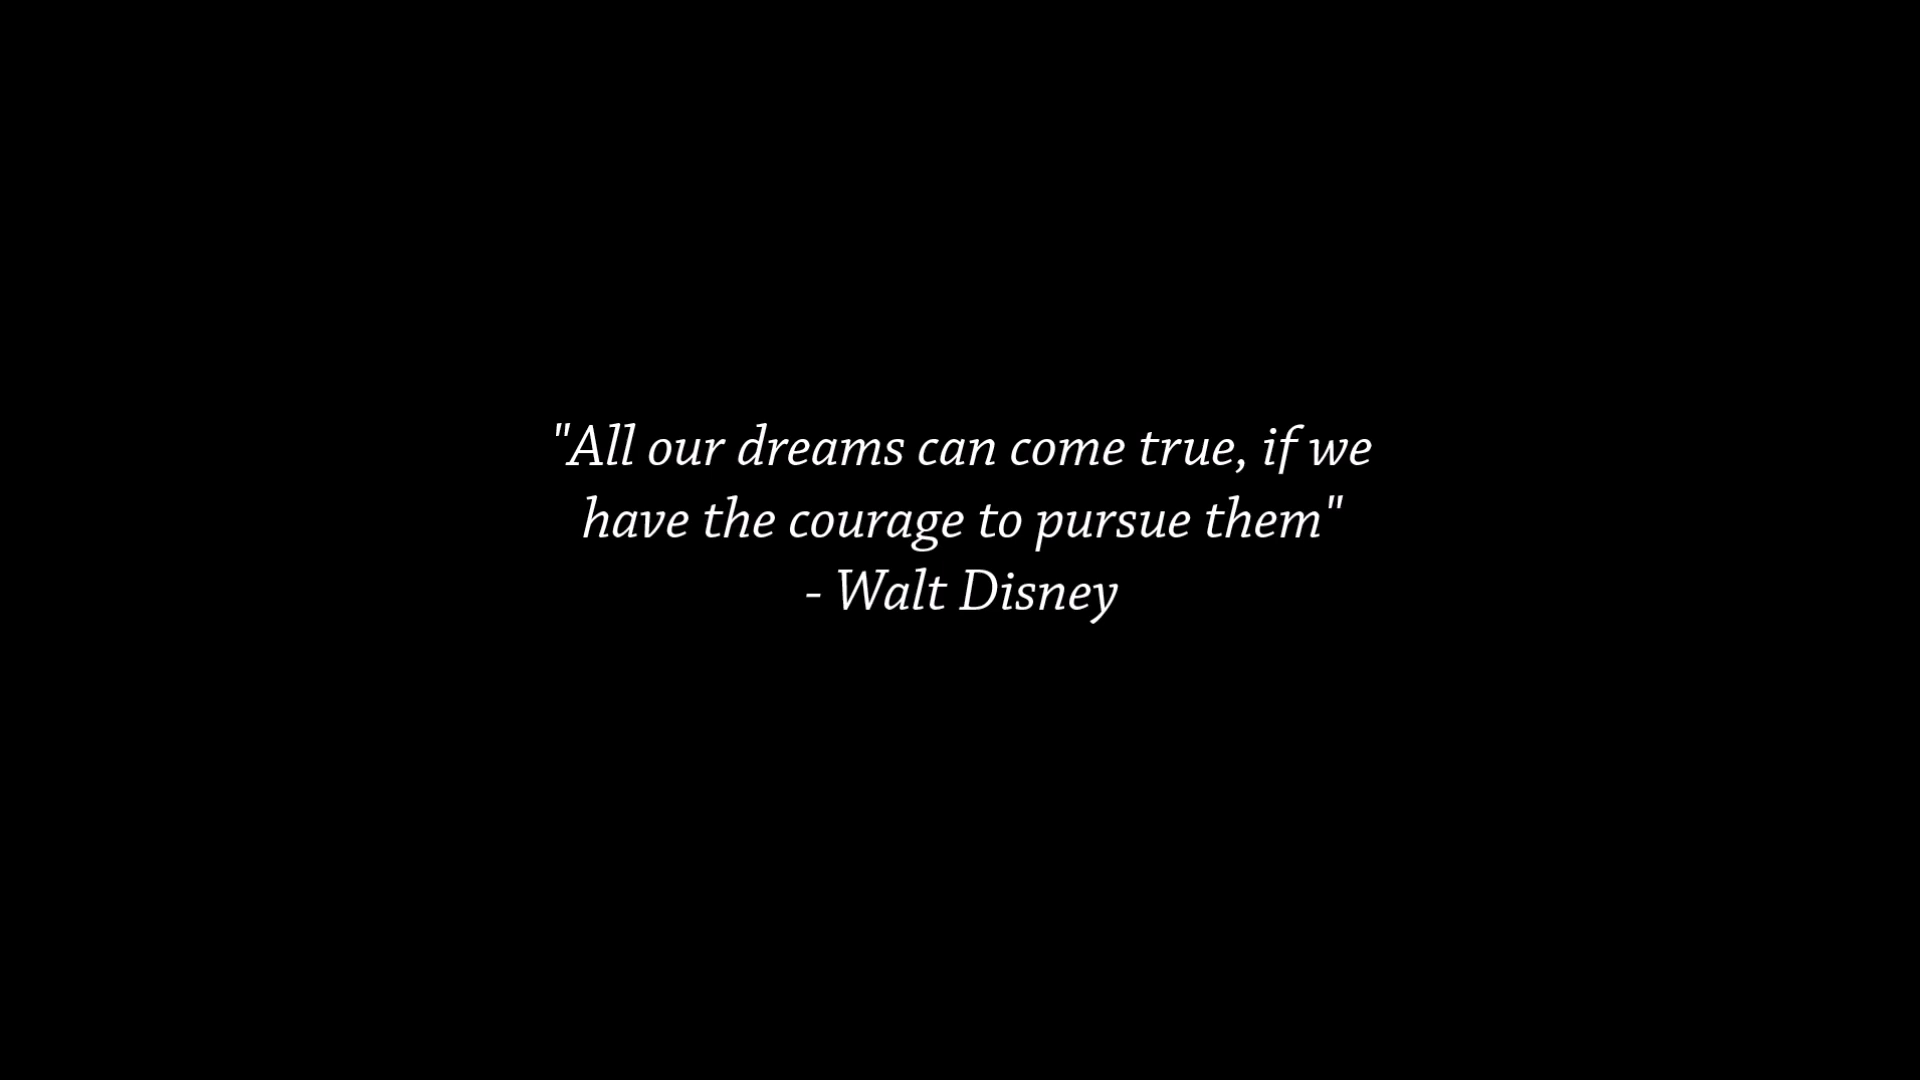 "All our dreams can come true, if we
have the courage to pursue them"
- Walt Disney